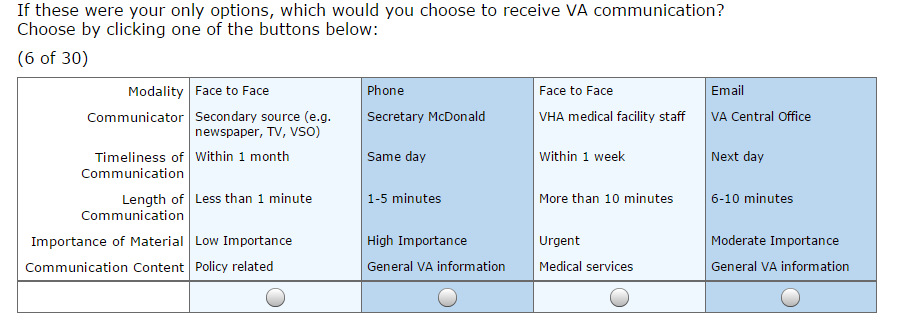 If these were your only options, which would you choose to receive VA communication?
Choose by clicking one of the buttons below:
(6 of 30)
Modality Face to Face Phone Face to Face Email
Communicator Secondary source (e.g. Secretary McDonald VHA medical facility staff VA Central Office
newspaper, TV, VSO)
Timeliness of Within 1 month Same day Within 1 week Next day
Communication
Length of Less than 1 minute 1-5 minutes More than 10 minutes 6-10 minutes
Communication
Importance of Material Low Importance High Importance Urgent Moderate Importance
Communication Content Policy related General VA information Medical services General VA information